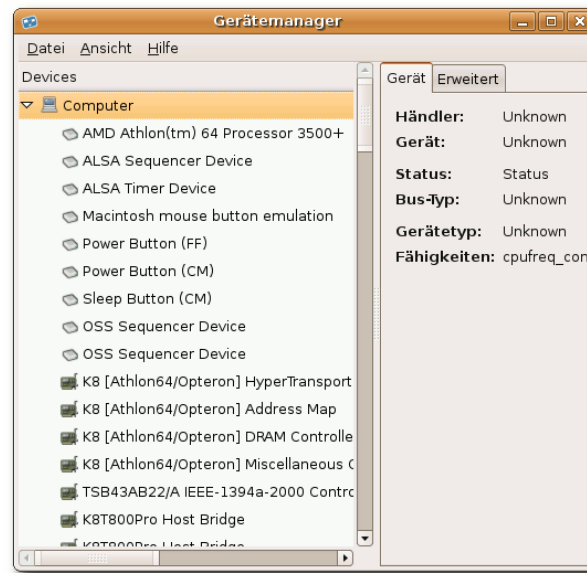 Gerätemanager
Datei Ansicht Hilfe
Devices
Computer
AMD Athlon(tm) 64 Processor 3500+
ALSA Sequencer Device
ALSA Timer Device
Macintosh mouse button emulation
Power Button (FF)
Power Button (CM)
Sleep Button (CM)
OSS Sequencer Device
OSS Sequencer Device
K8 [Athlon64/Opteron] HyperTransport
K8 [Athlon64/Opteron] Address Map
K8 [Athlon64/Opteron] DRAM Controlle
K8 [Athlon64/Opteron] Miscellaneous C
TSB43AB22/A IEEE-1394a-2000 Contro
K8T800Pro Host Bridge
K8T800Pro Host Bridge
Gerät Erweitert
Händler: Unknown
Gerät: Unknown
Status: Status
Bus-Typ: Unknown
Gerätetyp: Unknown
Fähigkeiten: cpufreq_con